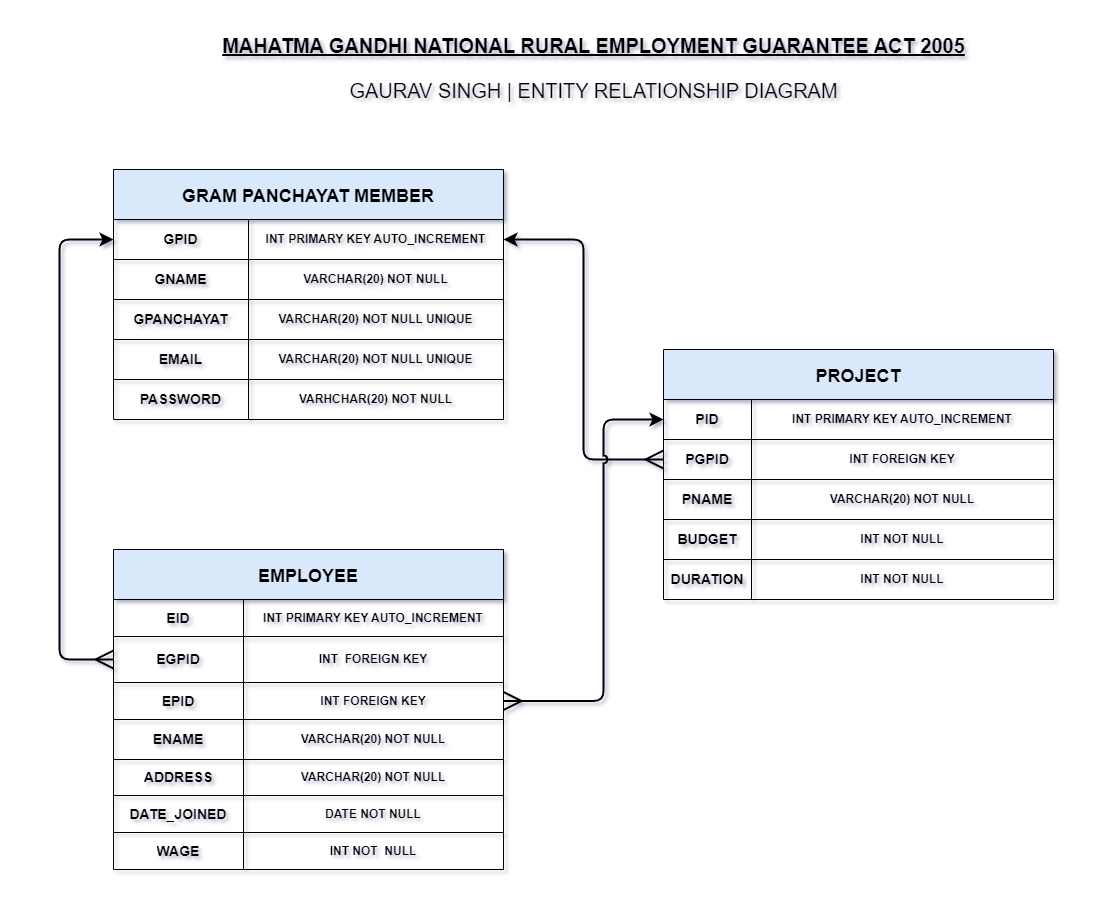 MAHATMA GANDHI NATIONAL RURAL EMPLOYMENT GUARANTEE ACT 2005
GAURAV SINGH | ENTITY RELATIONSHIP DIAGRAM
GRAM PANCHAYAT MEMBER
GPID INT PRIMARY KEY AUTO_INCREMENT
GNAME VARCHAR(20) NOT NULL
GPANCHAYAT VARCHAR(20) NOT NULL UNIQUE
EMAIL VARCHAR(20) NOT NULL UNIQUE
PASSWORD VARHCHAR(20) NOT NULL
PROJECT
PID INT PRIMARY KEY AUTO_INCREMENT
PGPID INT FOREIGN KEY
PNAME VARCHAR(20) NOT NULL
BUDGET INT NOT NULL
DURATION INT NOT NULL
EMPLOYEE
EID INT PRIMARY KEY AUTO_INCREMENT
EGPID INT FOREIGN KEY
EPID INT FOREIGN KEY
ENAME VARCHAR(20) NOT NULL
ADDRESS VARCHAR(20) NOT NULL
DATE_JOINED DATE NOT NULL
WAGE INT NOT NULL